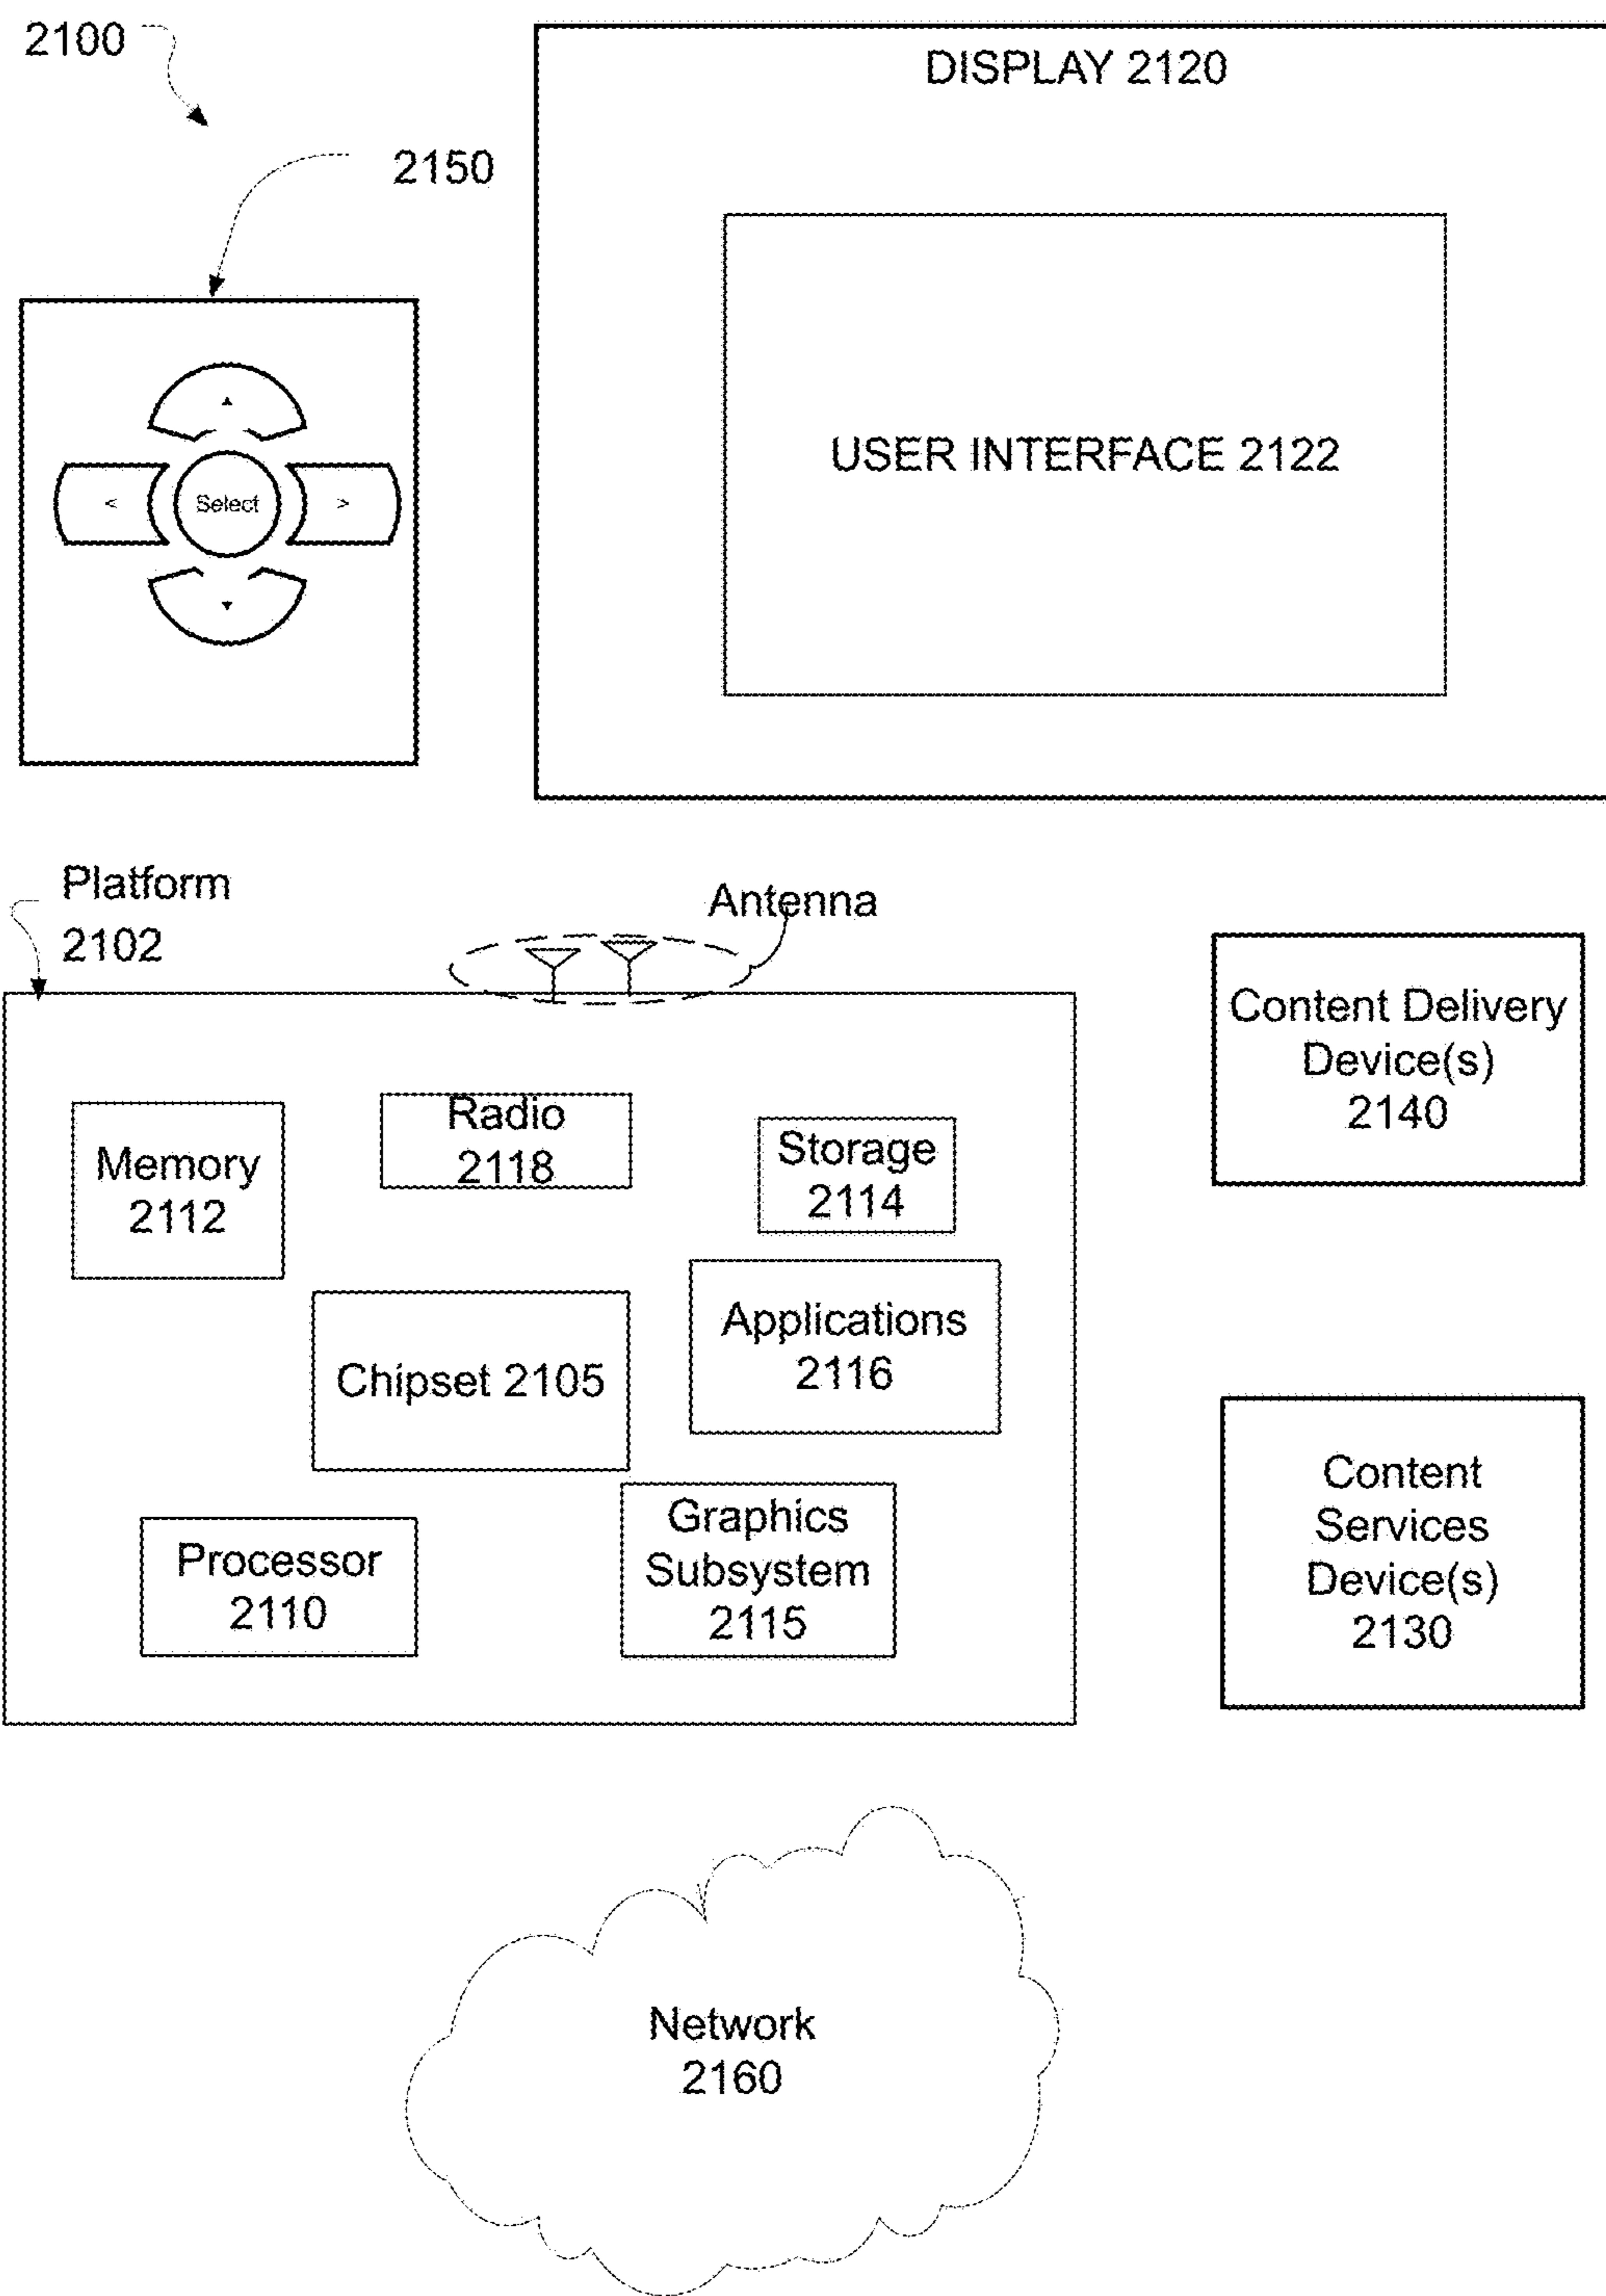 2100
2150
DISPLAY 2120
USER INTERFACE 2122
<
Select
>
Platform
2102
Antenna
Memory
2112
Radio
2118
Storage
2114
Chipset 2105
Applications
2116
Processor
2110
Graphics
Subsystem
2115
Content Delivery
Device(s)
2140
Content
Services
Device(s)
2130
Network
2160